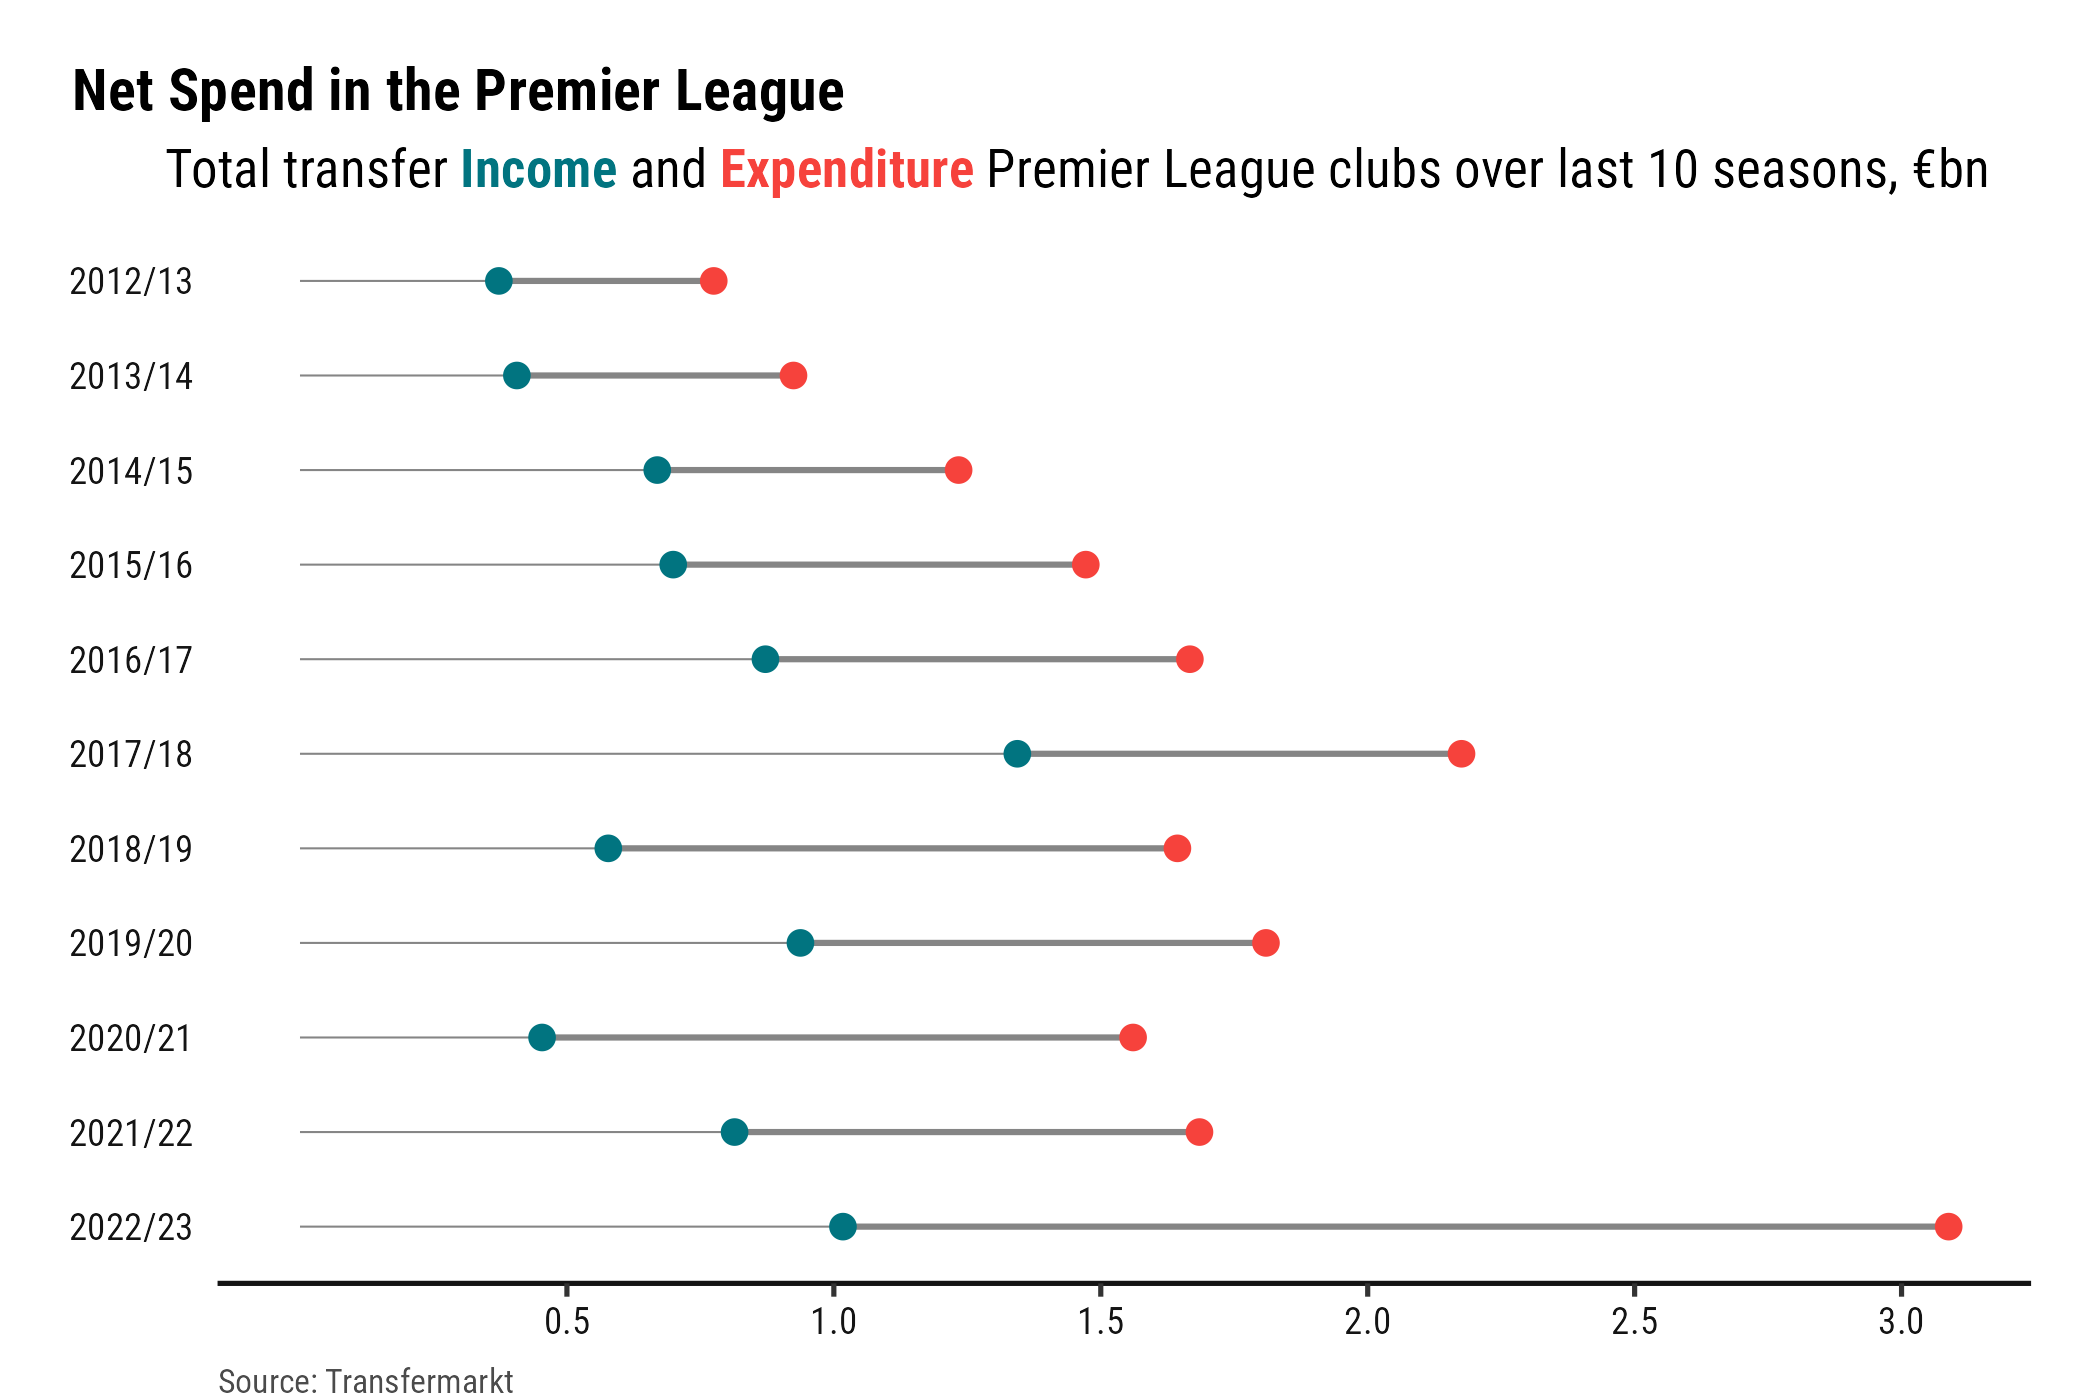 Net Spend in the Premier League
Total transfer Income and Expenditure Premier League clubs over last 10 seasons, €bn
2012/13
2013/14
2014/15
2015/16
2016/17
2017/18
2018/19
2019/20
2020/21
2021/22
2022/23
0.5 1.0 1.5 2.0 2.5 3.0
Source: Transfermarkt